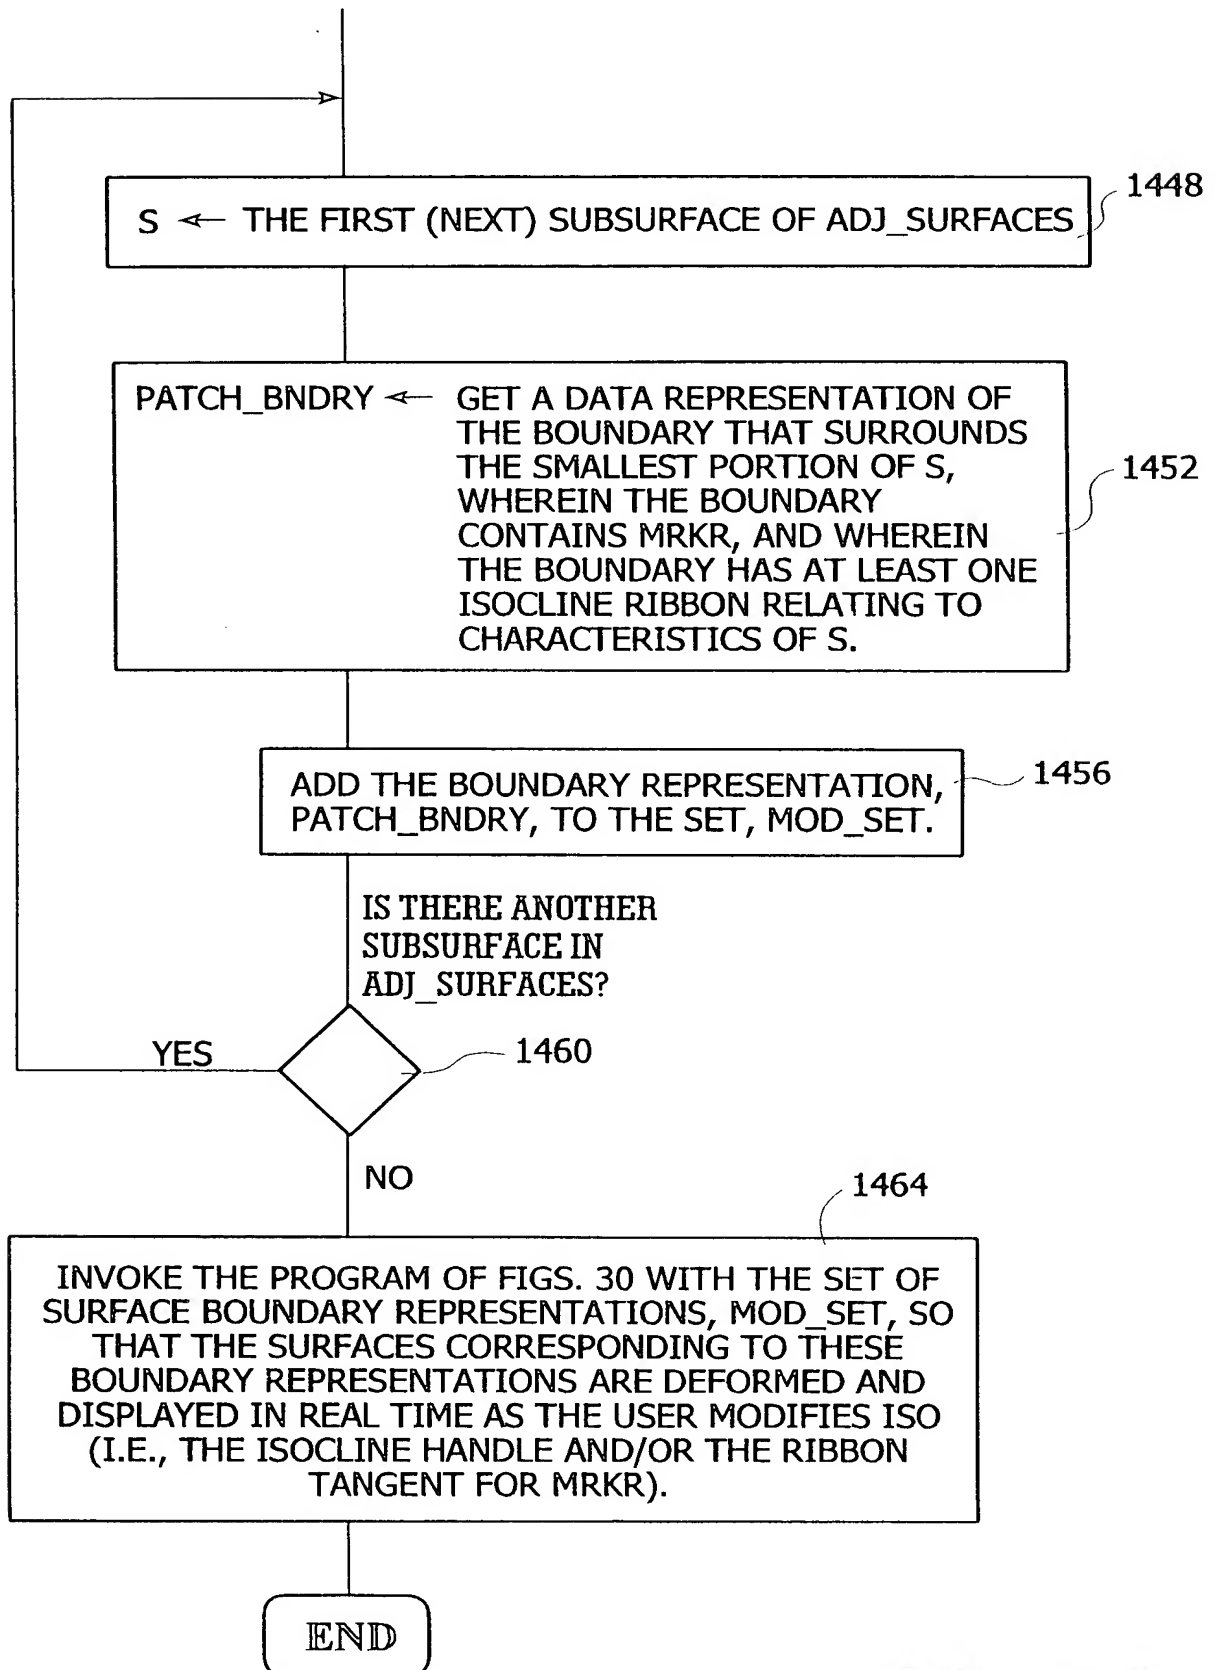 1448
S ← THE FIRST (NEXT) SUBSURFACE OF ADJ_SURFACES
PATCH_BNDRY ← GET A DATA REPRESENTATION OF
THE BOUNDARY THAT SURROUNDS
THE SMALLEST PORTION OF S,
WHEREIN THE BOUNDARY
CONTAINS MRKR, AND WHEREIN
THE BOUNDARY HAS AT LEAST ONE
ISOCLINE RIBBON RELATING TO
CHARACTERISTICS OF S.
1452
ADD THE BOUNDARY REPRESENTATION,
PATCH_BNDRY, TO THE SET, MOD_SET.
1456
IS THERE ANOTHER
SUBSURFACE IN
ADJ_SURFACES?
YES
1460
NO
1464
INVOKE THE PROGRAM OF FIGS. 30 WITH THE SET OF
SURFACE BOUNDARY REPRESENTATIONS, MOD_SET, SO
THAT THE SURFACES CORRESPONDING TO THESE
BOUNDARY REPRESENTATIONS ARE DEFORMED AND
DISPLAYED IN REAL TIME AS THE USER MODIFIES ISO
(I.E., THE ISOCLINE HANDLE AND/OR THE RIBBON
TANGENT FOR MRKR).
END